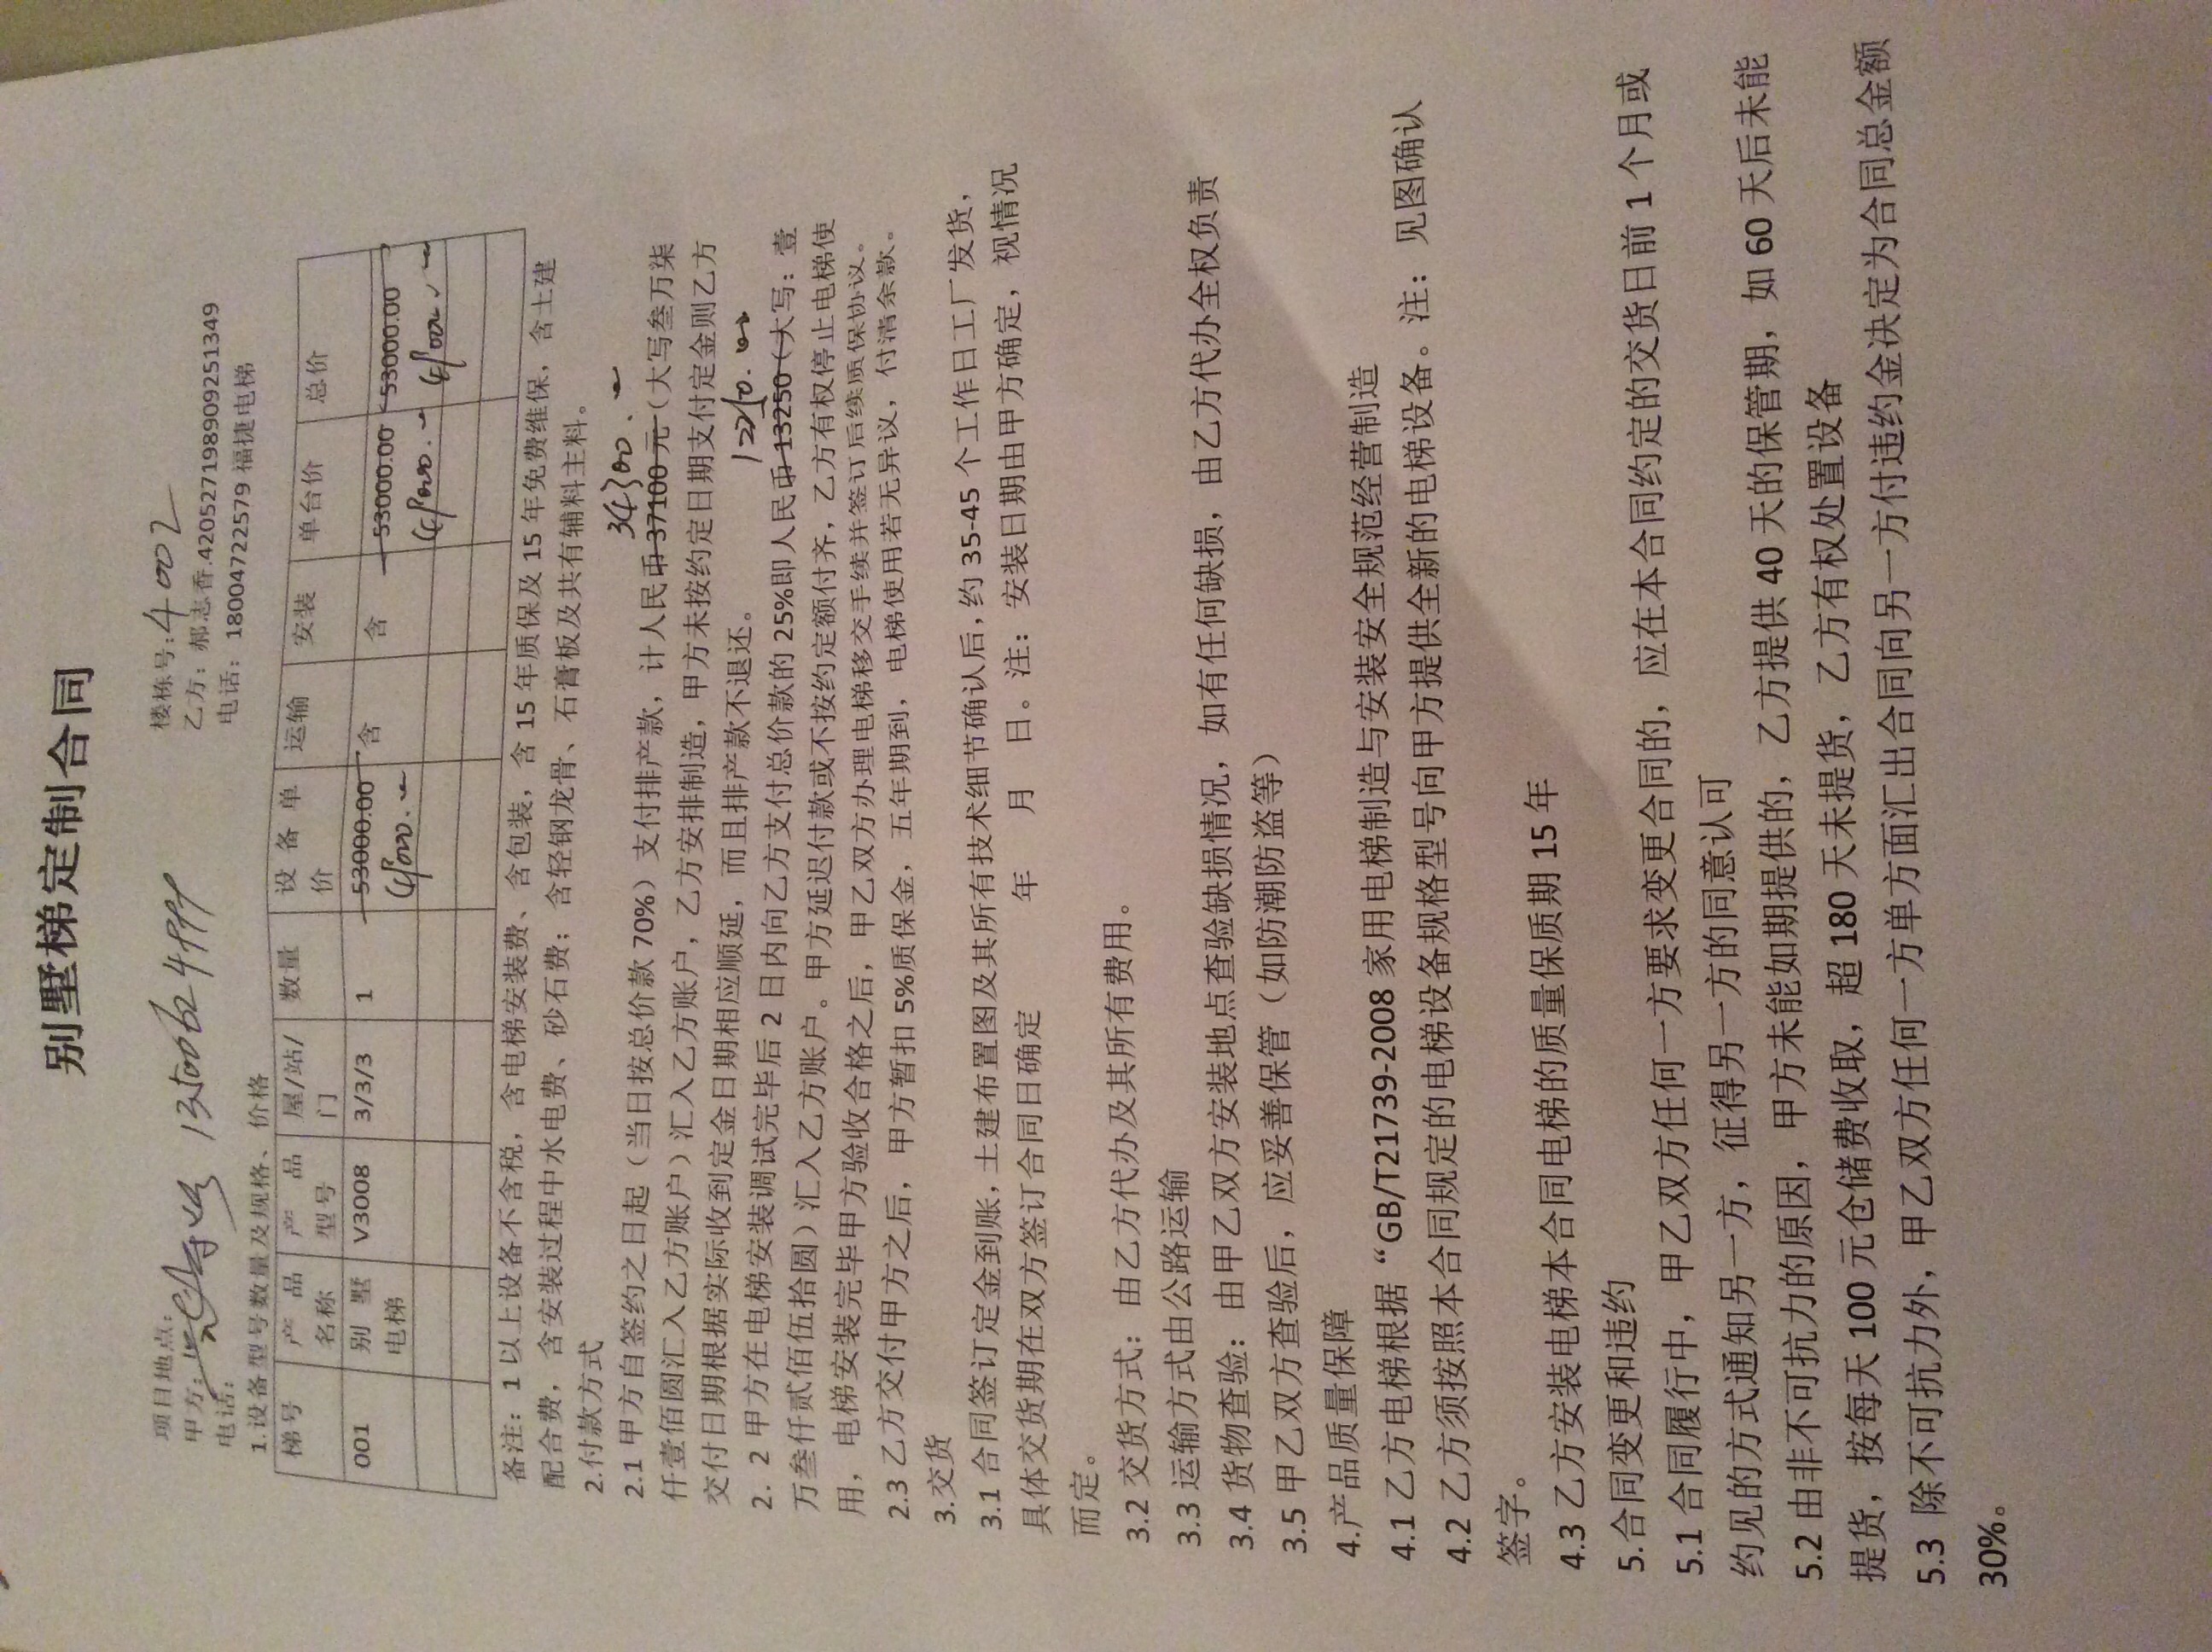 别墅梯定制合同
项目地点：
楼栋号：4002
甲方： 13500624999
乙方：郝志香.420527198909251349
电话：
电话：18004722579 福捷电梯
1.设备型号数量及规格、价格
梯号 产品名称 产品型号 屋/站/门 数量 设备单价 运输 安装 单台价 总价
001 别墅电梯 V3008 3/3/3 1 53000.00 含 含 53000.00 53000.00
备注：1 以上设备不含税，含电梯安装费、含包装，含 15 年质保及 15 年免费维保，含土建
配合费，含安装过程中水电费、砂石费；含轻钢龙骨、石膏板及共有辅料主料。
2.付款方式
34300.
2.1 甲方自签约之日起（当日按总价款 70%）支付排产款，计人民币 37100 元（大写叁万柒
仟壹佰圆汇入乙方账户）汇入乙方账户，乙方安排制造，甲方未按约定日期支付定金则乙方
交付日期根据实际收到定金日期相应顺延，而且排产款不退还。
12250.00
2．2 甲方在电梯安装调试完毕后 2 日内向乙方支付总价款的 25%即人民币 13250（大写：壹
万叁仟贰佰伍拾圆）汇入乙方账户。甲方延迟付款或不按约定额付齐，乙方有权停止电梯使
用，电梯安装完毕甲方验收合格之后，甲乙双方办理电梯移交手续并签订后续质保协议。
2.3 乙方交付甲方之后，甲方暂扣 5%质保金，五年期到，电梯使用若无异议，付清余款。
3.交货
3.1 合同签订定金到账，土建布置图及其所有技术细节确认后，约 35-45 个工作日工厂发货，
具体交货期在双方签订合同日确定 年 月 日。注：安装日期由甲方确定，视情况
而定。
3.2 交货方式：由乙方代办及其所有费用。
3.3 运输方式由公路运输
3.4 货物查验：由甲乙双方安装地点查验缺损情况，如有任何缺损，由乙方代办全权负责
3.5 甲乙双方查验后，应妥善保管（如防潮防盗等）
4.产品质量保障
4.1 乙方电梯根据“GB/T21739-2008 家用电梯制造与安装安全规范经营制造
4.2 乙方须按照本合同规定的电梯设备规格型号向甲方提供全新的电梯设备。注：见图确认
签字。
4.3 乙方安装电梯本合同电梯的质量保质期 15 年
5.合同变更和违约
5.1 合同履行中，甲乙双方任何一方要求变更合同的，应在本合同约定的交货日前 1 个月或
约见的方式通知另一方，征得另一方的同意认可
5.2 由非不可抗力的原因，甲方未能如期提供的，乙方提供 40 天的保管期，如 60 天后未能
提货，按每天 100 元仓储费收取，超 180 天未提货，乙方有权处置设备
5.3 除不可抗力外，甲乙双方任何一方单方面汇出合同向另一方付违约金决定为合同总金额
30%。